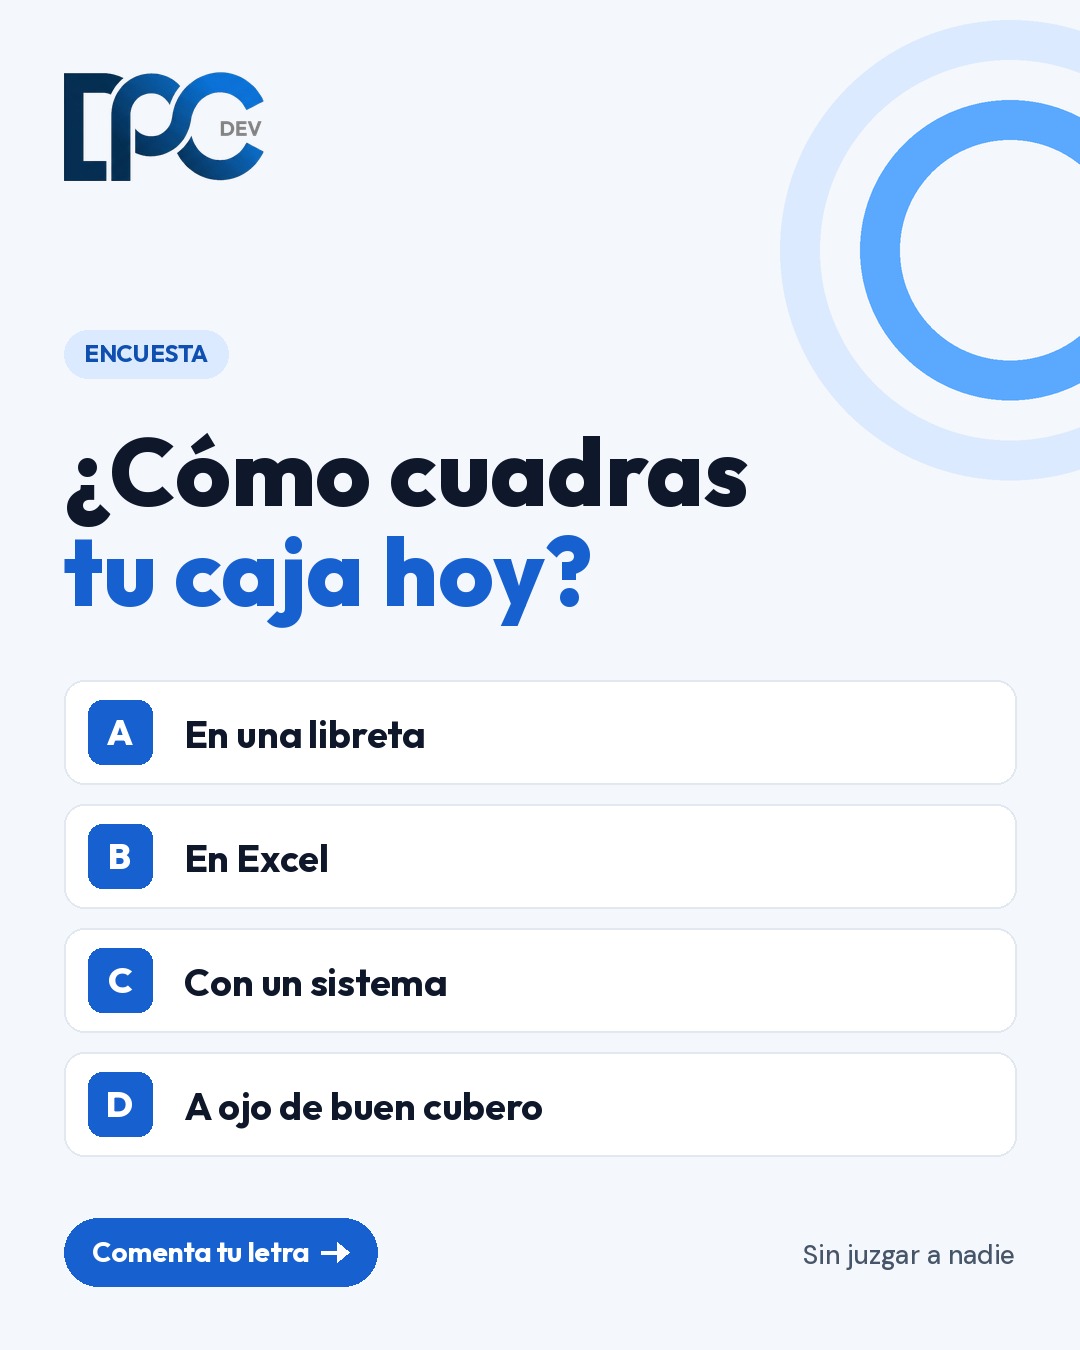 DPC
DEV
ENCUESTA
¿Cómo cuadras
tu caja hoy?
A En una libreta
B En Excel
C Con un sistema
D A ojo de buen cubero
Comenta tu letra →
Sin juzgar a nadie